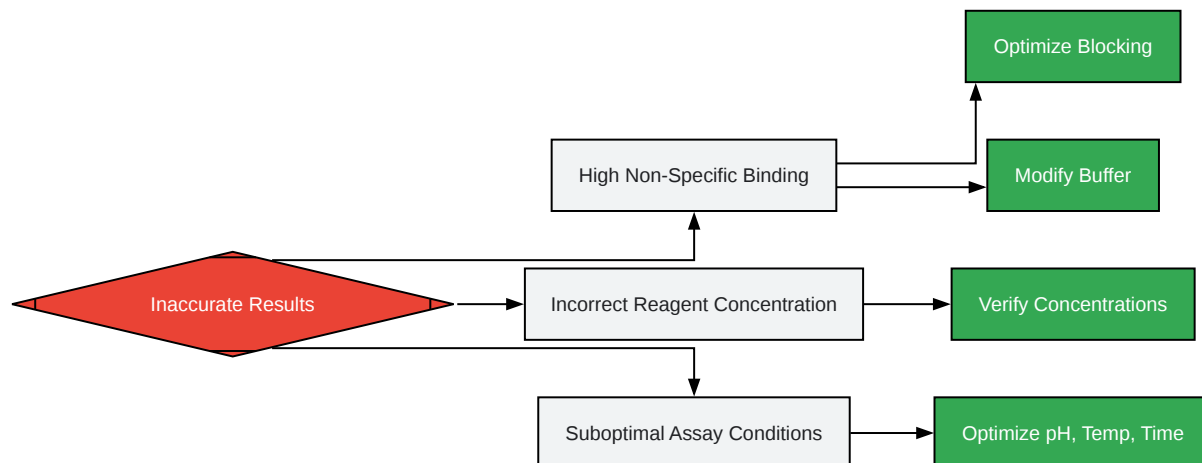 Optimize Blocking
High Non-Specific Binding
Modify Buffer
Inaccurate Results
Incorrect Reagent Concentration
Verify Concentrations
Suboptimal Assay Conditions
Optimize pH, Temp, Time